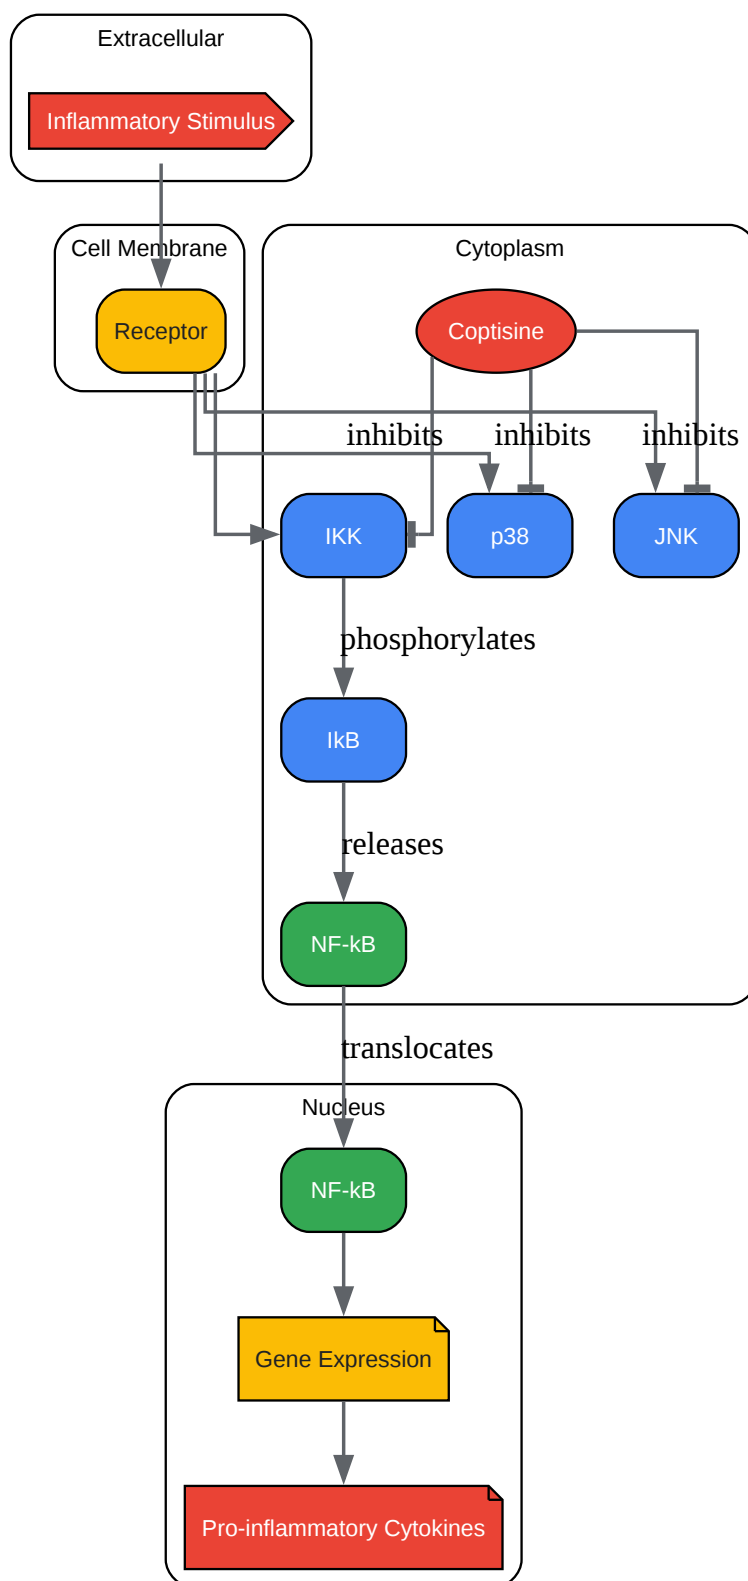 Extracellular
Inflammatory Stimulus
Cell Membrane
Cytoplasm
Receptor
Coptisine
inhibits
inhibits
inhibits
IKK
p38
JNK
phosphorylates
IkB
releases
NF-kB
translocates
Nucleus
NF-kB
Gene Expression
Pro-inflammatory Cytokines